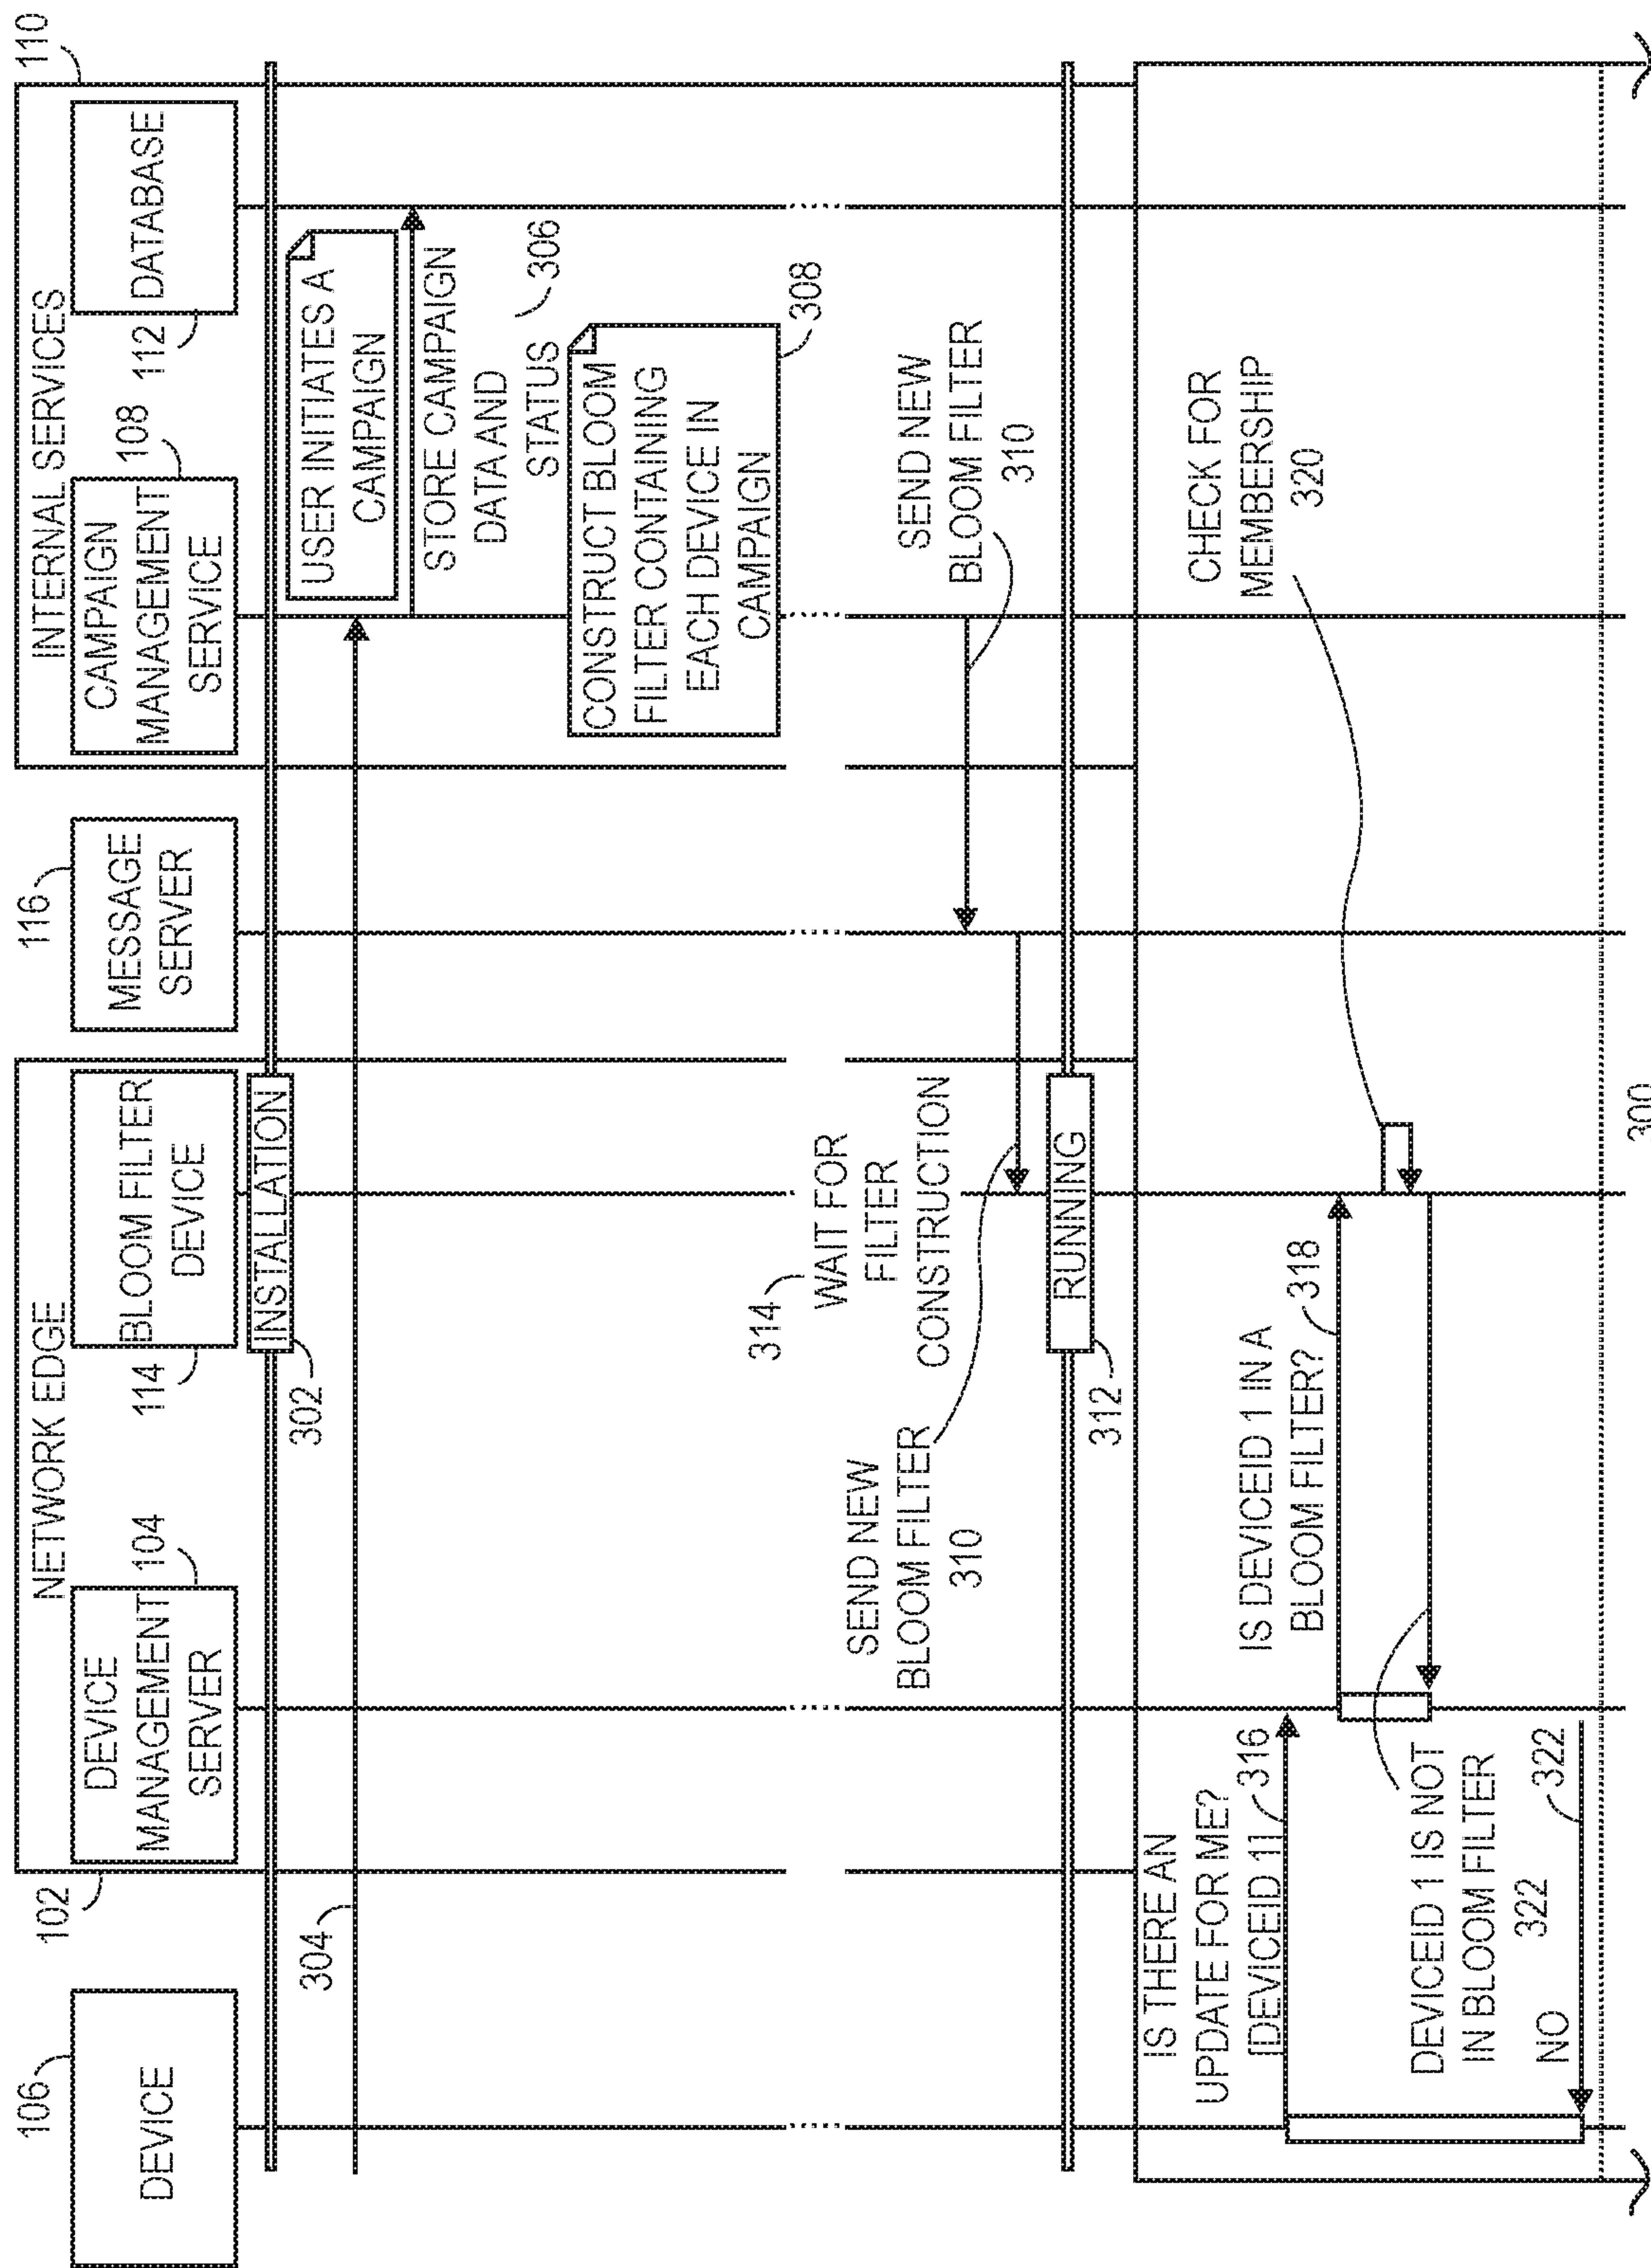 106
DEVICE
102
NETWORK EDGE
DEVICE
MANAGEMENT
SERVER
104
114
BLOOM FILTER
DEVICE
116
MESSAGE
SERVER
INTERNAL SERVICES
110
CAMPAIGN
MANAGEMENT
SERVICE
108
112
DATABASE
INSTALLATION
302
304
USER INITIATES A
CAMPAIGN
STORE CAMPAIGN
DATA AND
STATUS
306
CONSTRUCT BLOOM
FILTER CONTAINING
EACH DEVICE IN
CAMPAIGN
308
314
WAIT FOR
FILTER
CONSTRUCTION
SEND NEW
BLOOM FILTER
310
SEND NEW
BLOOM FILTER
310
RUNNING
312
IS THERE AN
UPDATE FOR ME?
[DEVICEID 1]
316
IS DEVICEID 1 IN A
BLOOM FILTER?
318
CHECK FOR
MEMBERSHIP
320
DEVICEID 1 IS NOT
IN BLOOM FILTER
322
NO
322
300